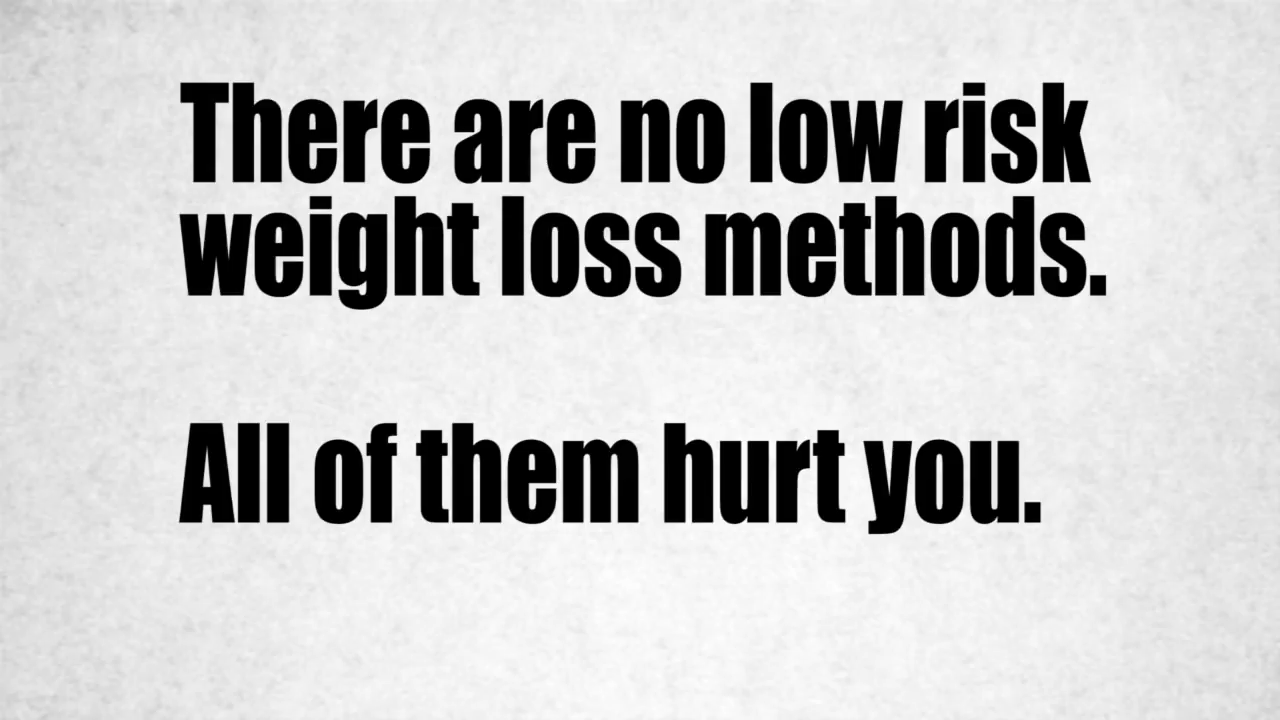 There are no low risk
weight loss methods.
All of them hurt you.